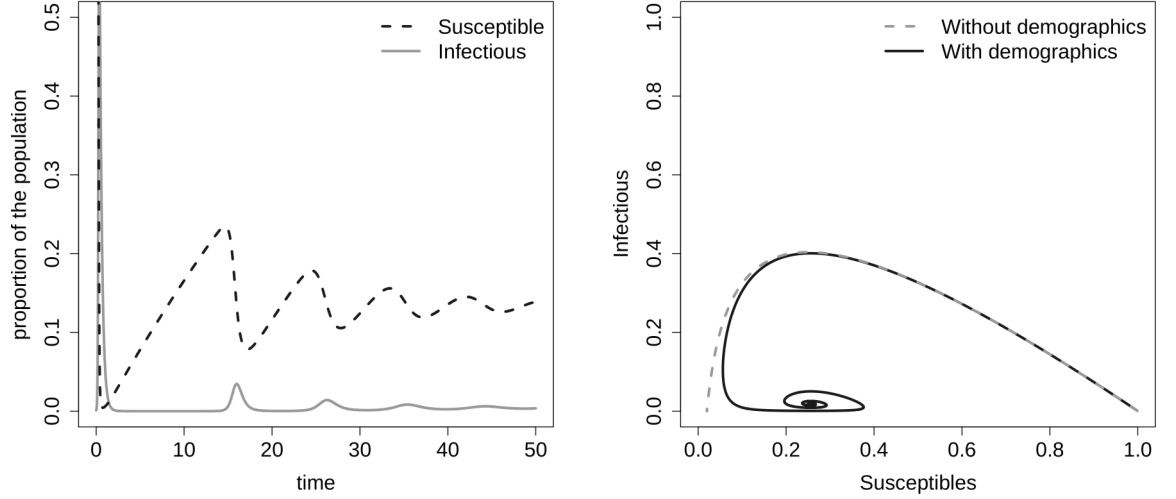 Susceptible
Infectious
proportion of the population
0.5
0.4
0.3
0.2
0.1
0.0
0 10 20 30 40 50
time
Without demographics
With demographics
Infectious
1.0
0.8
0.6
0.4
0.2
0.0
0.0 0.2 0.4 0.6 0.8 1.0
Susceptibles